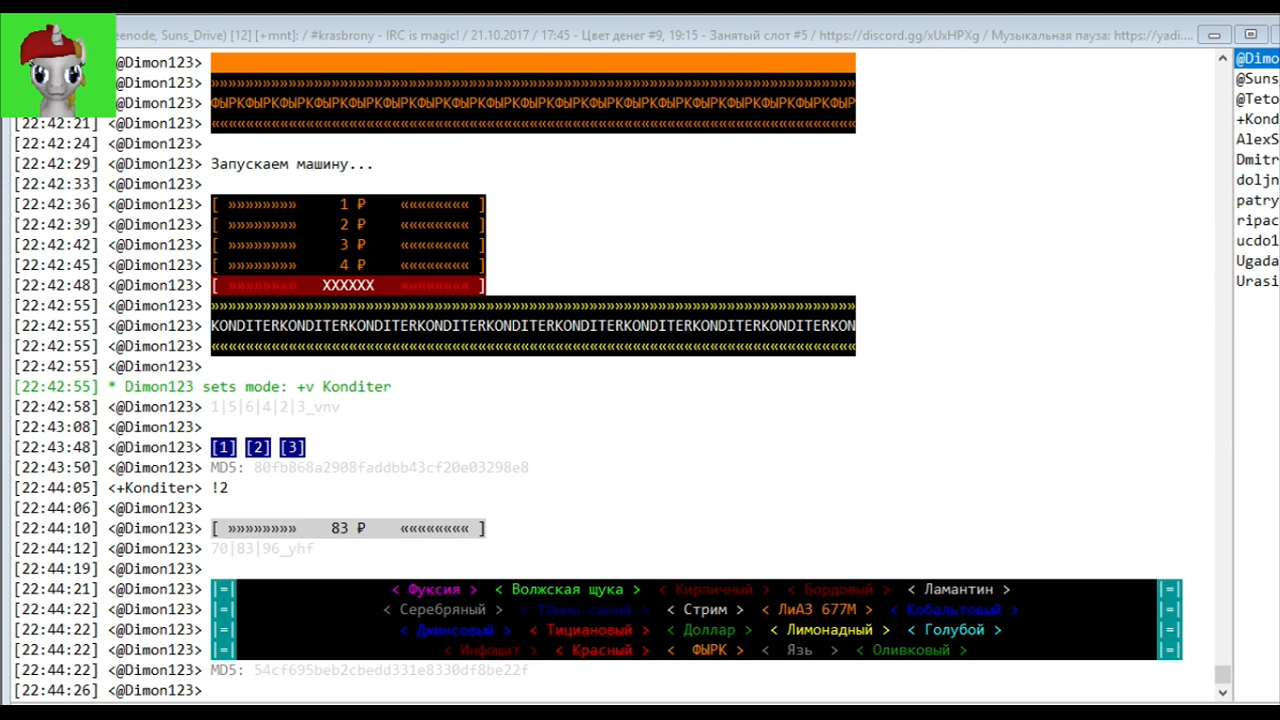 eenode, Suns_Drive) [12] [+mnt]: / #krasbrony - IRC is magic! / 21.10.2017 / 17:45 - Цвет денег #9, 19:15 - Занятый слот #5 / https://discord.gg/xUxHPXg / Музыкальная пауза: https://yadi....
@Dimon123>
@Dimon123> »»»»»»»»»»»»»»»»»»»»»»»»»»»»»»»»»»»»»»»»»»»»»»»»»»»»»»»»»»»»»»»»»»»»»»»»»»»
@Dimon123> ФЫРКФЫРКФЫРКФЫРКФЫРКФЫРКФЫРКФЫРКФЫРКФЫРКФЫРКФЫРКФЫРКФЫРКФЫРКФЫРКФЫРКФЫРКФЫР
[22:42:21] <@Dimon123> «««««««««««««««««««««««««««««««««««««««««««««««««««««««««««««««««««««««««««
[22:42:24] <@Dimon123>
[22:42:29] <@Dimon123> Запускаем машину...
[22:42:33] <@Dimon123>
[22:42:36] <@Dimon123> [ »»»»»»»» 1 ₽ «««««««« ]
[22:42:39] <@Dimon123> [ »»»»»»»» 2 ₽ «««««««« ]
[22:42:42] <@Dimon123> [ »»»»»»»» 3 ₽ «««««««« ]
[22:42:45] <@Dimon123> [ »»»»»»»» 4 ₽ «««««««« ]
[22:42:48] <@Dimon123> [ »»»»»»»» XXXXXX «««««««« ]
[22:42:55] <@Dimon123> »»»»»»»»»»»»»»»»»»»»»»»»»»»»»»»»»»»»»»»»»»»»»»»»»»»»»»»»»»»»»»»»»»»»»»»»»»»
[22:42:55] <@Dimon123> KONDITERKONDITERKONDITERKONDITERKONDITERKONDITERKONDITERKONDITERKONDITERKON
[22:42:55] <@Dimon123> «««««««««««««««««««««««««««««««««««««««««««««««««««««««««««««««««««««««««««
[22:42:55] <@Dimon123>
[22:42:55] * Dimon123 sets mode: +v Konditer
[22:42:58] <@Dimon123> 1|5|6|4|2|3_vnv
[22:43:08] <@Dimon123>
[22:43:48] <@Dimon123> [1] [2] [3]
[22:43:50] <@Dimon123> MD5: 80fb868a2908faddbb43cf20e03298e8
[22:44:05] <+Konditer> !2
[22:44:06] <@Dimon123>
[22:44:10] <@Dimon123> [ »»»»»»»» 83 ₽ «««««««« ]
[22:44:12] <@Dimon123> 70|83|96_yhf
[22:44:19] <@Dimon123>
[22:44:21] <@Dimon123> |=| < Фуксия > < Волжская щука > < Кирпичный > < Бордовый > < Ламантин > |=|
[22:44:22] <@Dimon123> |=| < Серебряный > < Тёмно-синий > < Стрим > < ЛиАЗ 677М > < Кобальтовый > |=|
[22:44:22] <@Dimon123> |=| < Джинсовый > < Тициановый > < Доллар > < Лимонадный > < Голубой > |=|
[22:44:22] <@Dimon123> |=| < Инфошит > < Красный > < ФЫРК > < Язь > < Оливковый > |=|
[22:44:22] <@Dimon123> MD5: 54cf695beb2cbedd331e8330df8be22f
[22:44:26] <@Dimon123>
@Dimo
@Suns
@Teto
+Kond
AlexS
Dmitr
doljn
patry
ripac
ucdo1
Ugada
Urasi